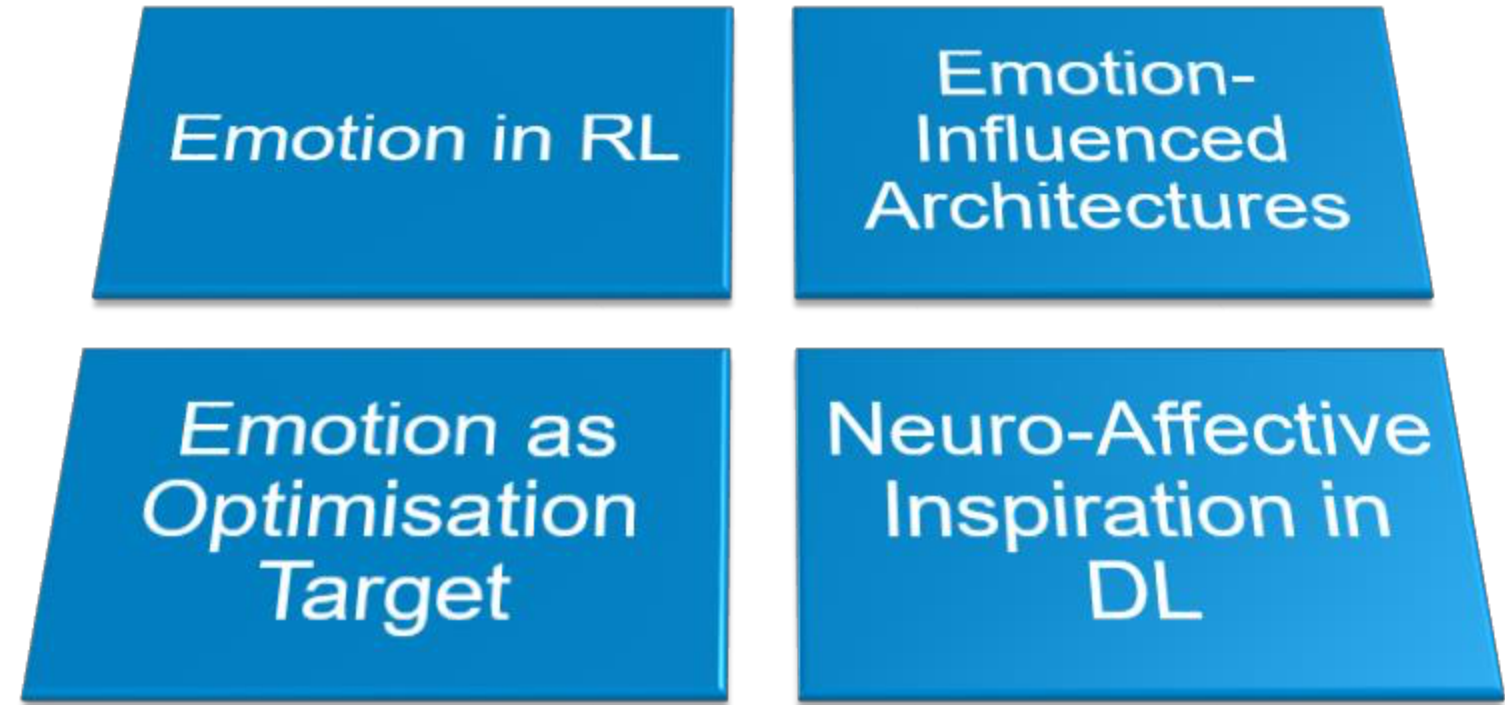 Emotion in RL
Emotion-
Influenced
Architectures
Emotion as
Optimisation
Target
Neuro-Affective
Inspiration in
DL